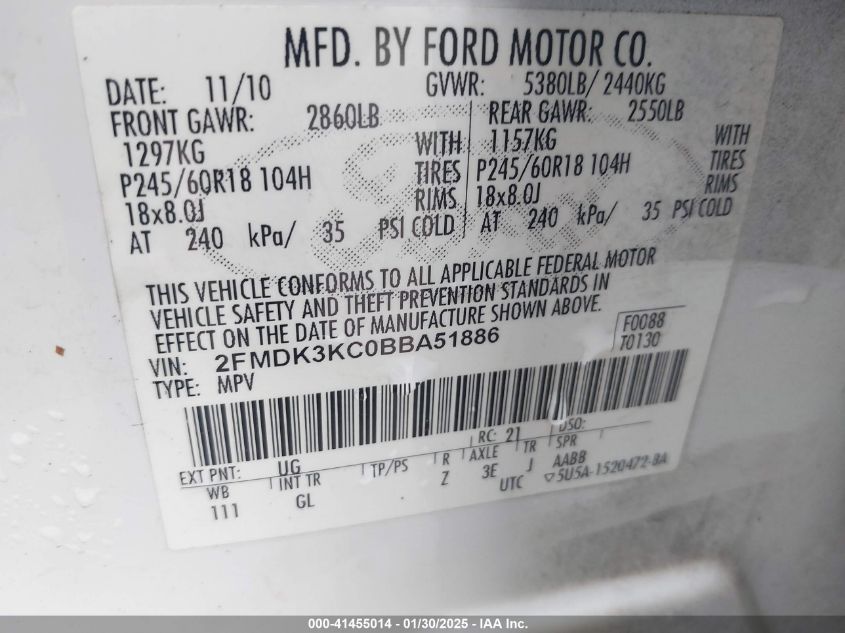 MFD. BY FORD MOTOR CO.
DATE: 11/10 GVWR: 5380LB/ 2440KG
FRONT GAWR: 2860LB REAR GAWR: 2550LB
1297KG WITH 1157KG WITH
P245/60R18 104H TIRES P245/60R18 104H TIRES
18x8.0J RIMS 18x8.0J RIMS
AT 240 kPa/ 35 PSI COLD AT 240 kPa/ 35 PSI COLD
THIS VEHICLE CONFORMS TO ALL APPLICABLE FEDERAL MOTOR
VEHICLE SAFETY AND THEFT PREVENTION STANDARDS IN
EFFECT ON THE DATE OF MANUFACTURE SHOWN ABOVE.
VIN: 2FMDK3KC0BBA51886 F0088
TYPE: MPV T0130
RC: 21 DSO:
EXT PNT: UG
WB INT TR TP/PS R AXLE TR SPR
111 GL Z 3E J AABB
UTC 5U5A-1520472-BA
000-41455014 - 01/30/2025 - IAA Inc.